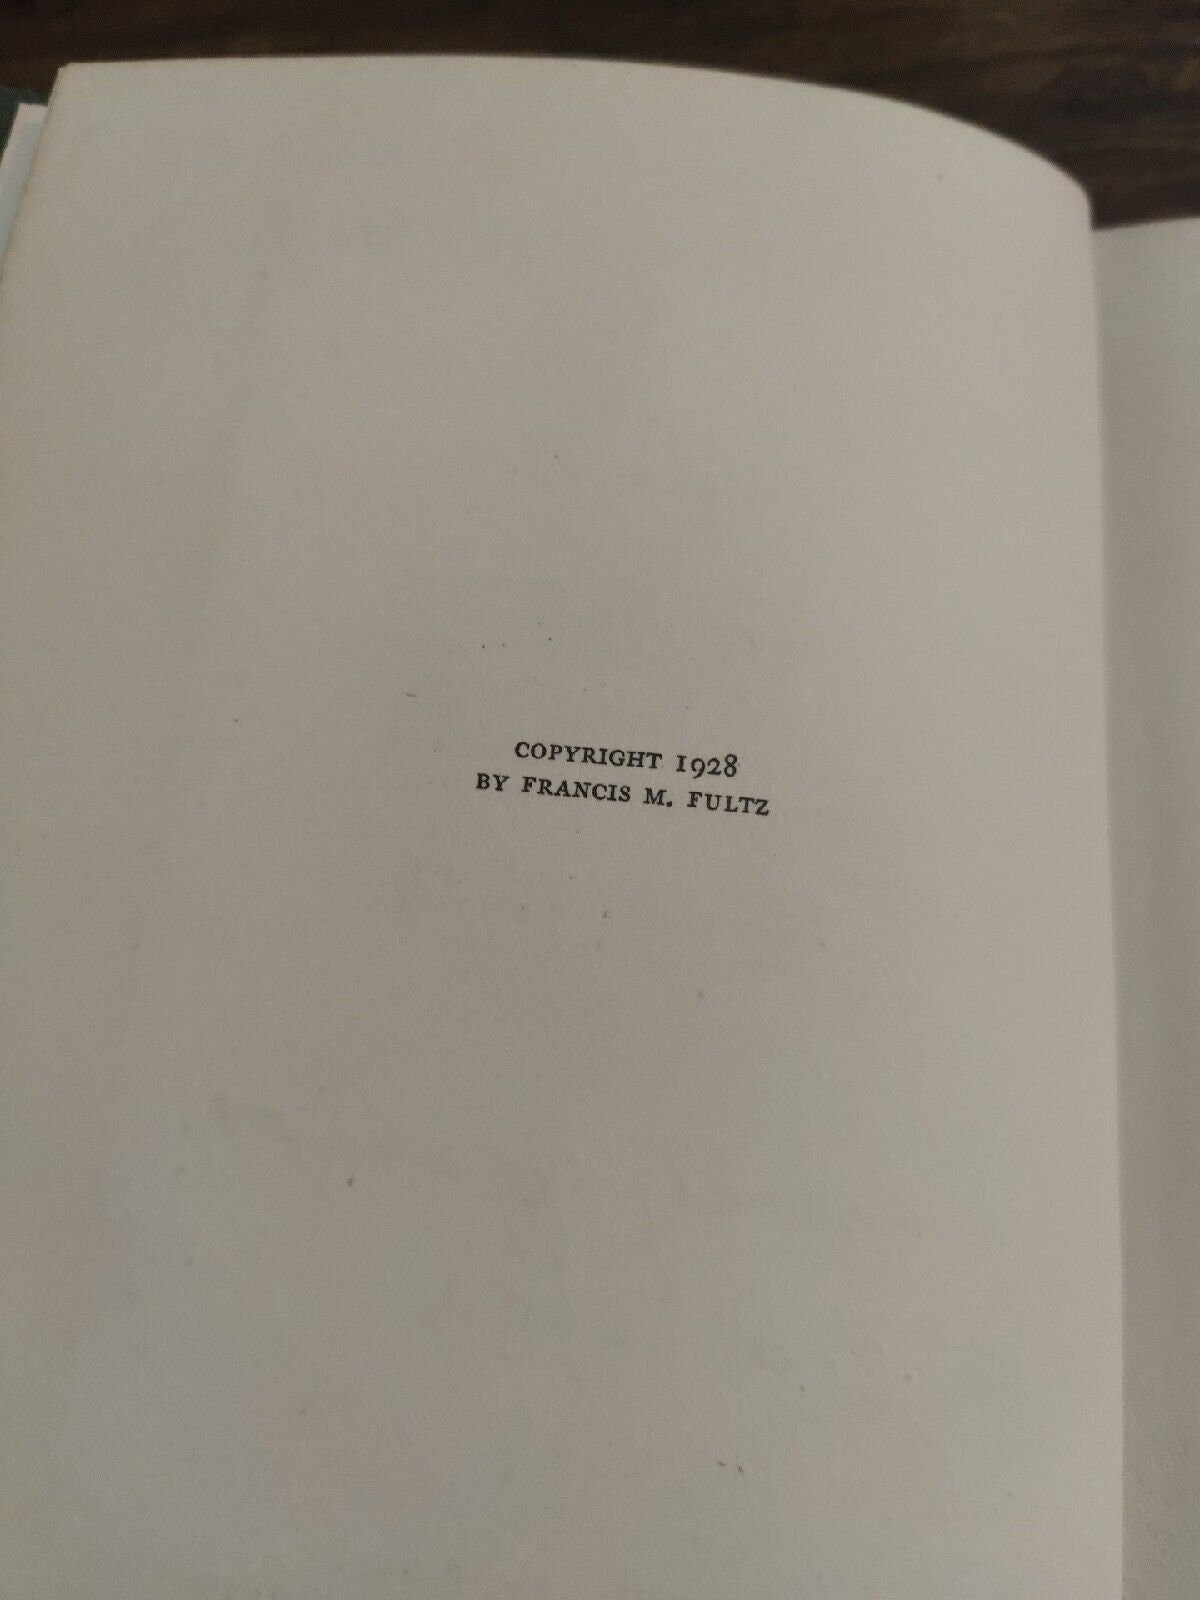 COPYRIGHT 1928
BY FRANCIS M. FULTZ